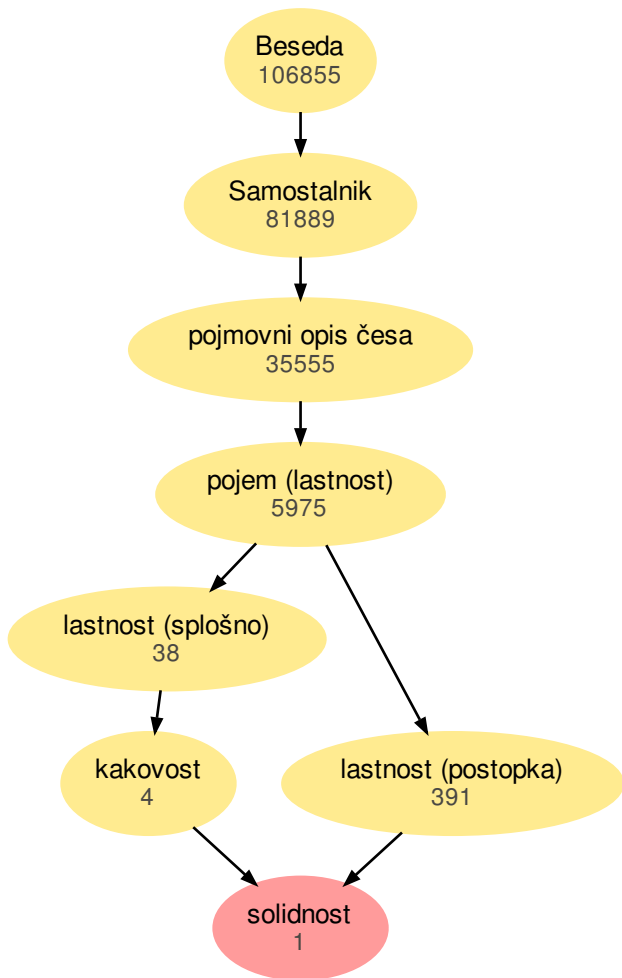 Beseda
106855
Samostalnik
81889
pojmovni opis česa
35555
pojem (lastnost)
5975
lastnost (splošno)
38
kakovost
4
lastnost (postopka)
391
solidnost
1